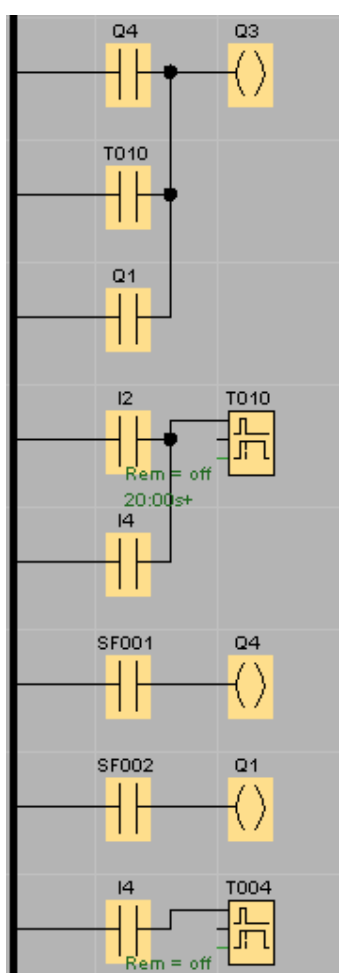 Q4 Q3
T010
Q1
I2 T010
Rem = off
20:00s+
I4
SF001 Q4
SF002 Q1
I4 T004
Rem = off